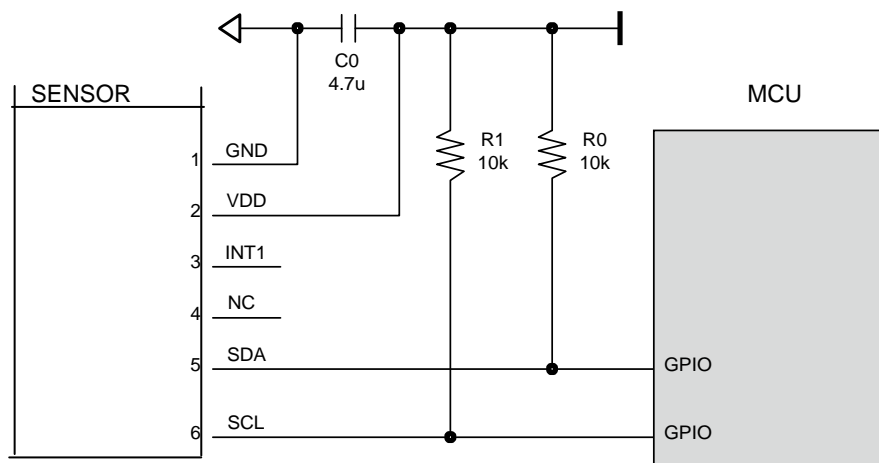 C0
4.7u
SENSOR
MCU
R1
10k
R0
10k
1 GND
2 VDD
3 INT1
4 NC
5 SDA
GPIO
6 SCL
GPIO